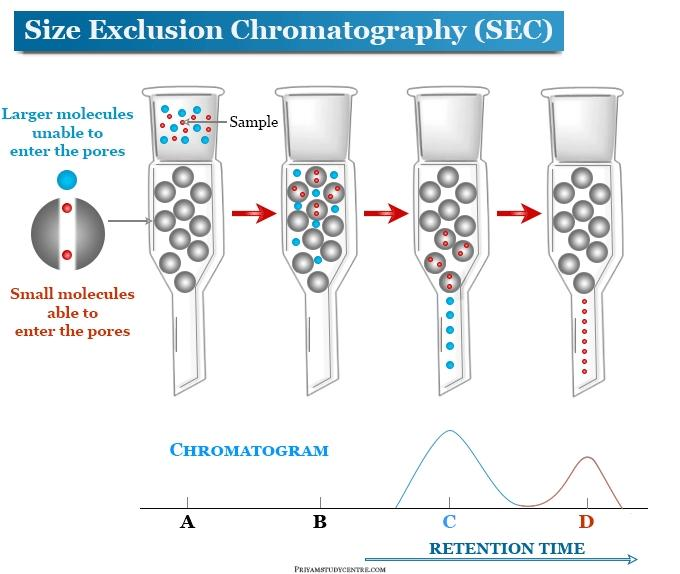 Size Exclusion Chromatography (SEC)
Larger molecules
unable to
enter the pores
Sample
Small molecules
able to
enter the pores
CHROMATOGRAM
A
B
C
D
RETENTION TIME
PRIYAMSTUDYCENTRE.COM